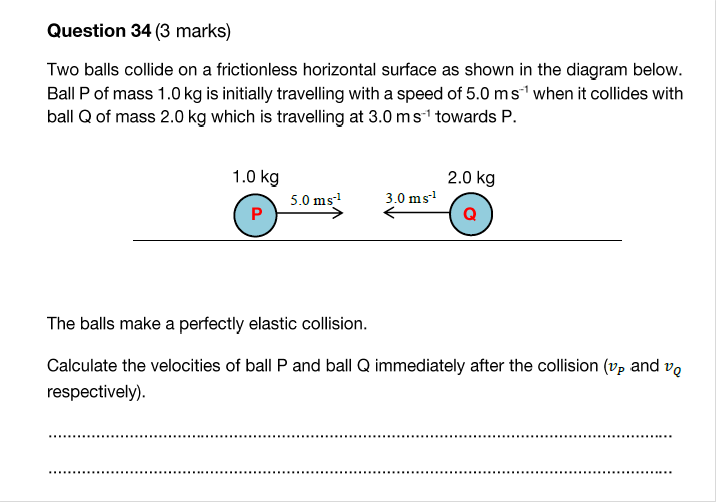 Question 34 (3 marks)
Two balls collide on a frictionless horizontal surface as shown in the diagram below.
Ball P of mass 1.0 kg is initially travelling with a speed of 5.0 m s⁻¹ when it collides with
ball Q of mass 2.0 kg which is travelling at 3.0 m s⁻¹ towards P.
1.0 kg
2.0 kg
5.0 ms⁻¹
3.0 ms⁻¹
P
Q
The balls make a perfectly elastic collision.
Calculate the velocities of ball P and ball Q immediately after the collision (v_P and v_Q
respectively).